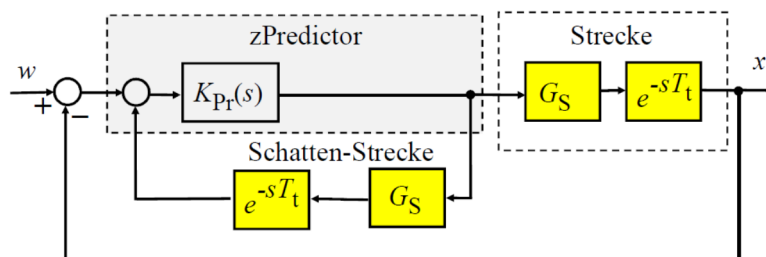 zPredictor
Strecke
w
+
−
K_Pr(s)
G_S
e^-sT_t
x
Schatten-Strecke
e^-sT_t
G_S